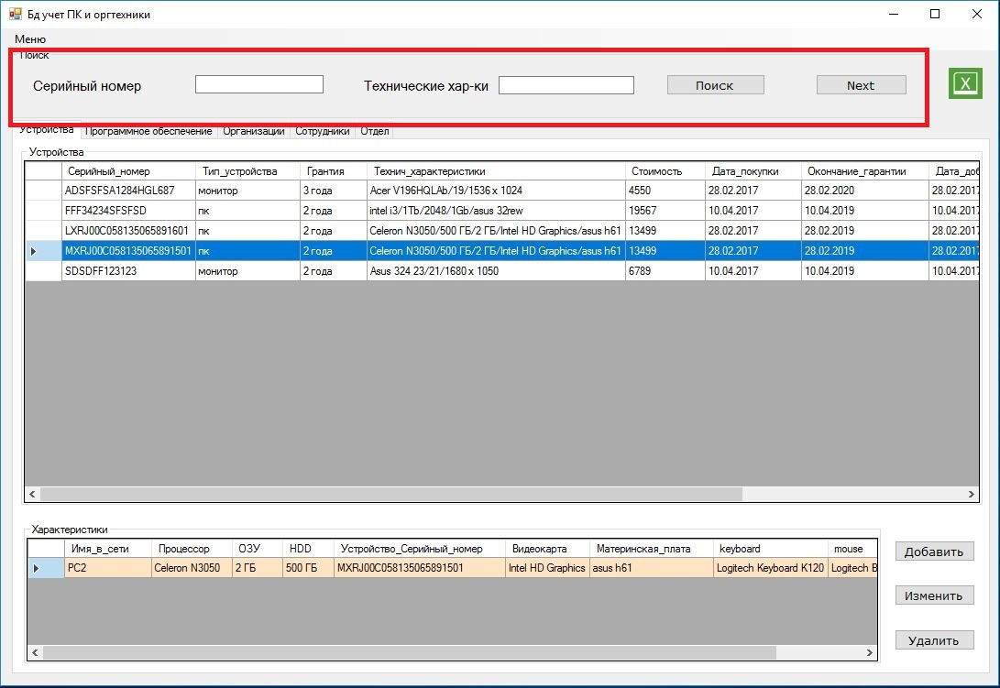 Бд учет ПК и оргтехники
Меню
Поиск
Серийный номер Технические хар-ки Поиск Next X
Устройства Программное обеспечение Организации Сотрудники Отдел
Устройства
Серийный_номер Тип_устройства Грантия Технич_характеристики Стоимость Дата_покупки Окончание_гарантии Дата_доб
ADSFSFSA1284HGL687 монитор 3 года Acer V196HQLAb/19/1536 x 1024 4550 28.02.2017 28.02.2020 28.02.2017
FFF34234SFSFSD пк 2 года intel i3/1Tb/2048/1Gb/asus 32rew 19567 10.04.2017 10.04.2019 10.04.2017
LXRJ00C058135065891601 пк 2 года Celeron N3050/500 ГБ/2 ГБ/Intel HD Graphics/asus h61 13499 28.02.2017 28.02.2019 28.02.2017
MXRJ00C058135065891501 пк 2 года Celeron N3050/500 ГБ/2 ГБ/Intel HD Graphics/asus h61 13499 28.02.2017 28.02.2019 28.02.2017
SDSDFF123123 монитор 2 года Asus 324 23/21/1680 x 1050 6789 10.04.2017 10.04.2019 10.04.2017
Характеристики
Имя_в_сети Процессор ОЗУ HDD Устройство_Серийный_номер Видеокарта Материнская_плата keyboard mouse
PC2 Celeron N3050 2 ГБ 500 ГБ MXRJ00C058135065891501 Intel HD Graphics asus h61 Logitech Keyboard K120 Logitech B
Добавить
Изменить
Удалить